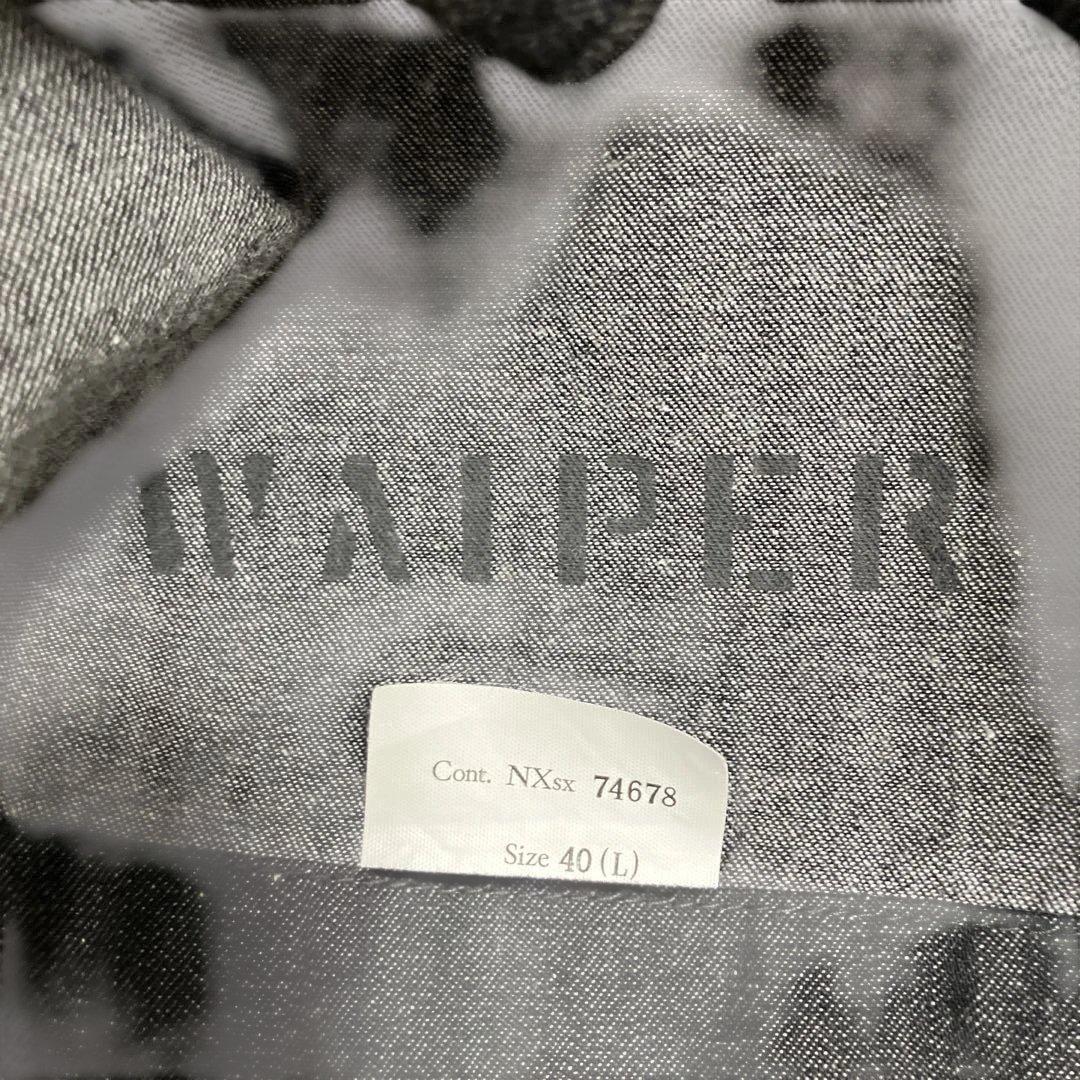 WAIPER
Cont. NXsx 74678
Size 40 (L)